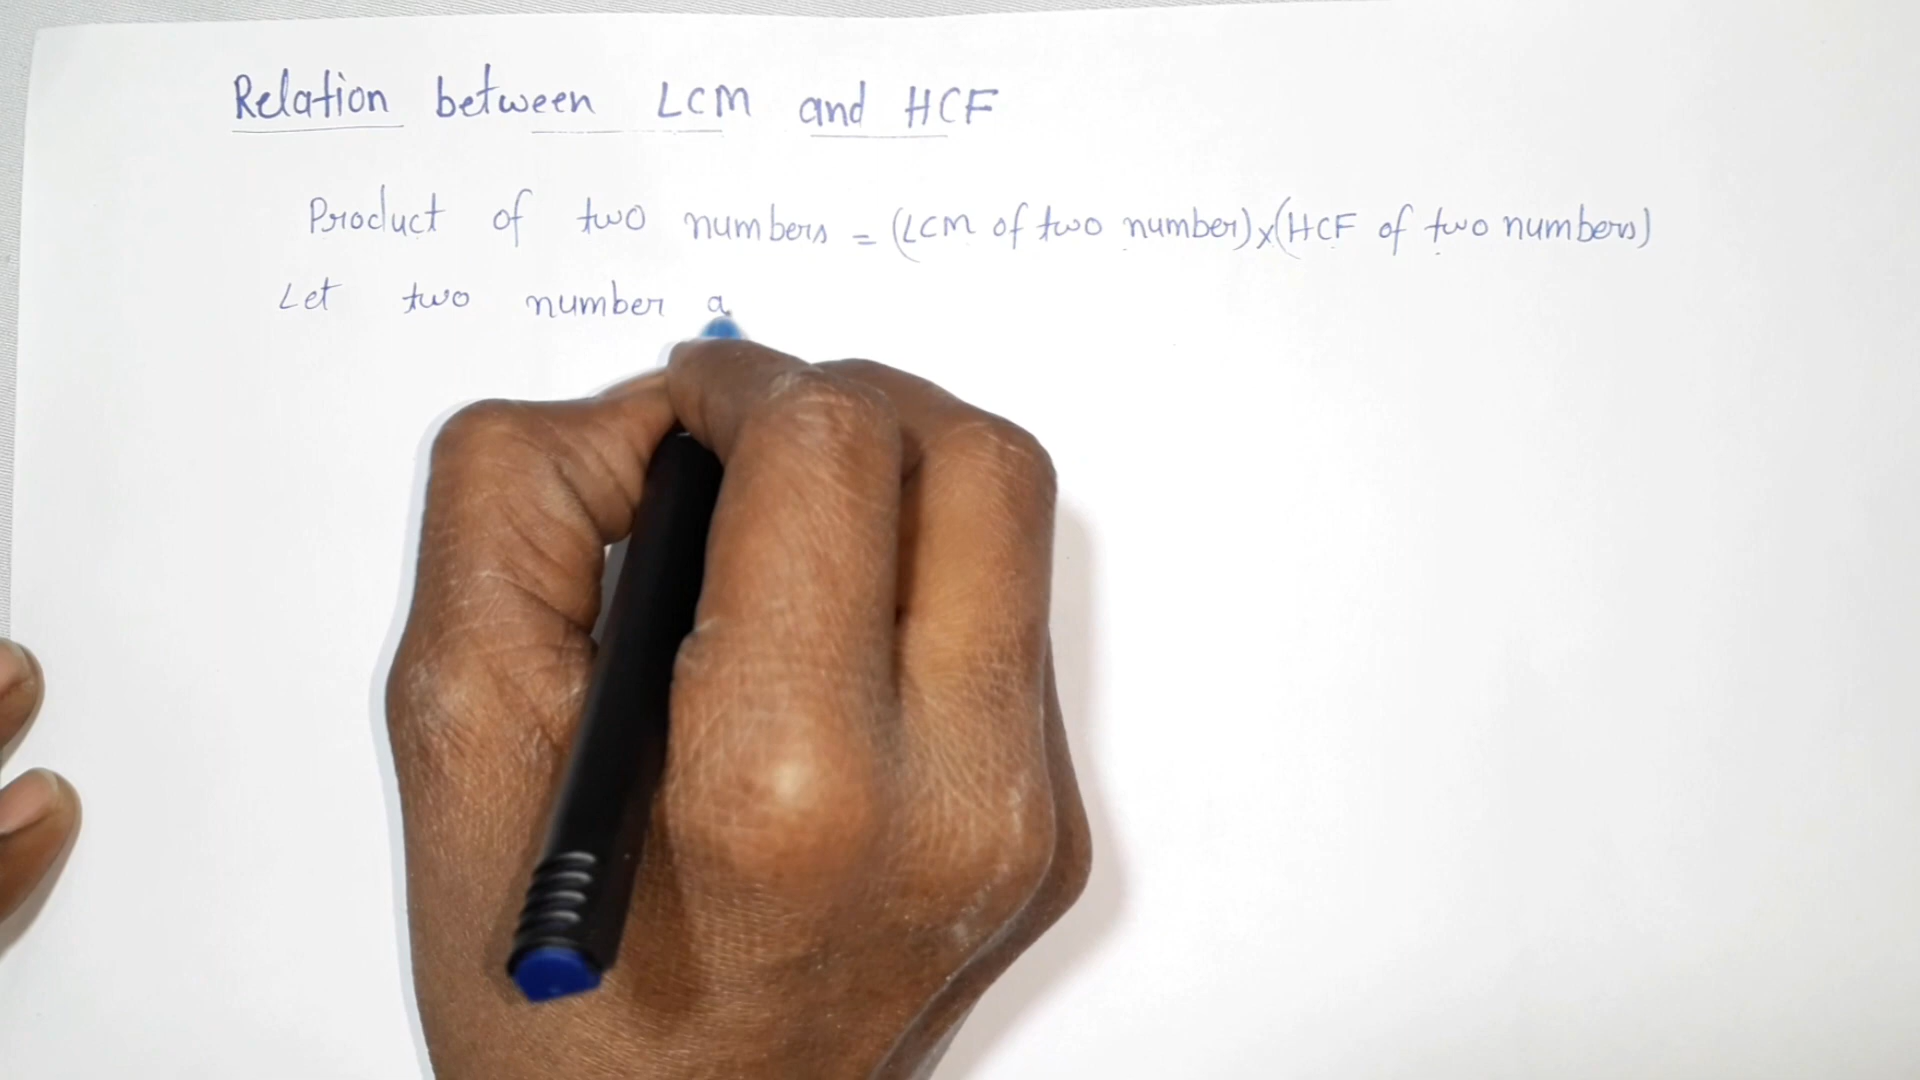 Relation between LCM and HCF
Product of two numbers = (LCM of two number)x(HCF of two numbers)
Let two number a